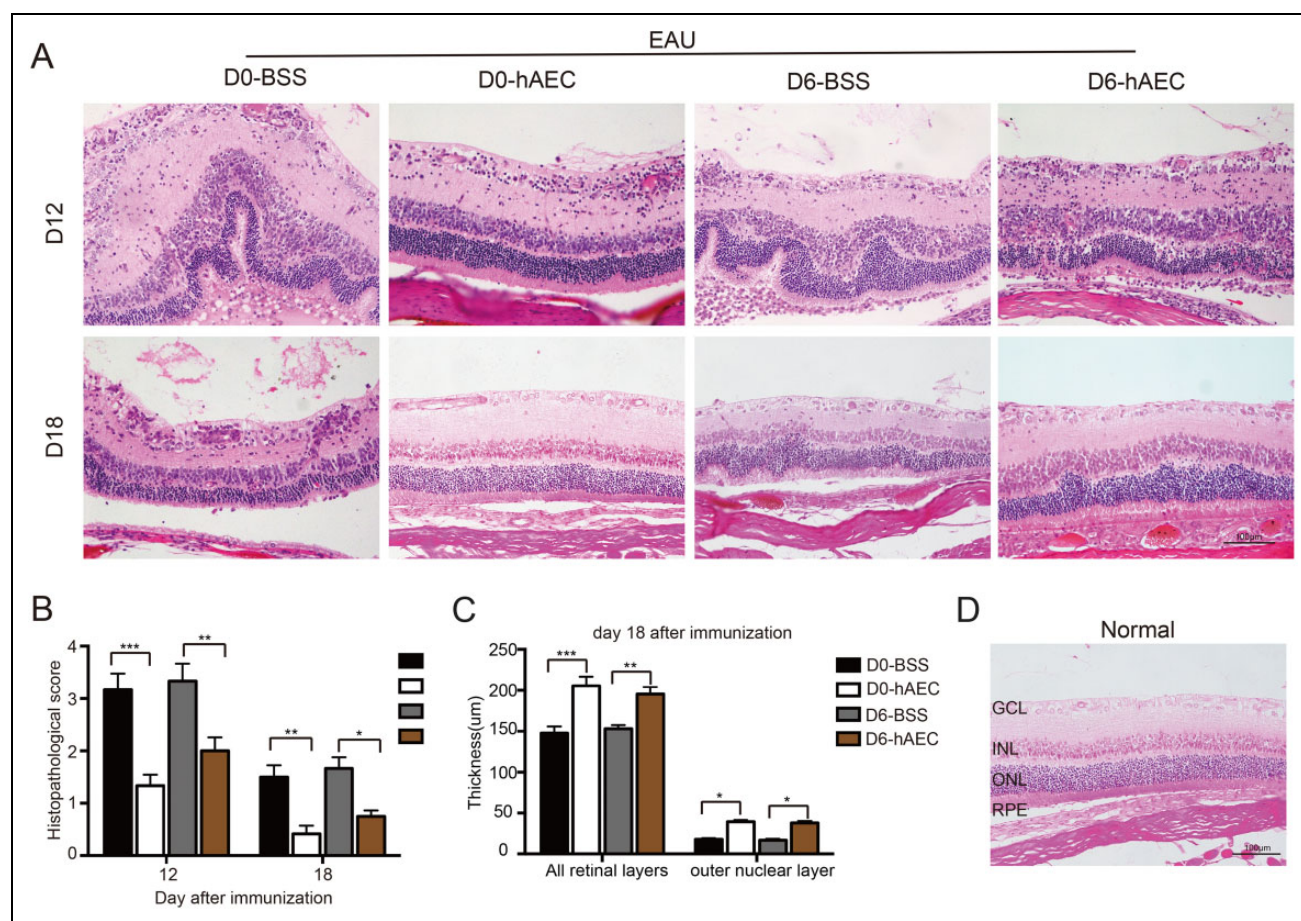 A
EAU
D0-BSS
D0-hAEC
D6-BSS
D6-hAEC
D12
D18
100µm
B
Histopathological score
4
3
2
1
0
***
**
**
*
12
18
Day after immunization
C
day 18 after immunization
Thickness(um)
250
200
150
100
50
0
***
**
*
*
All retinal layers
outer nuclear layer
D0-BSS
D0-hAEC
D6-BSS
D6-hAEC
D
Normal
GCL
INL
ONL
RPE
100µm